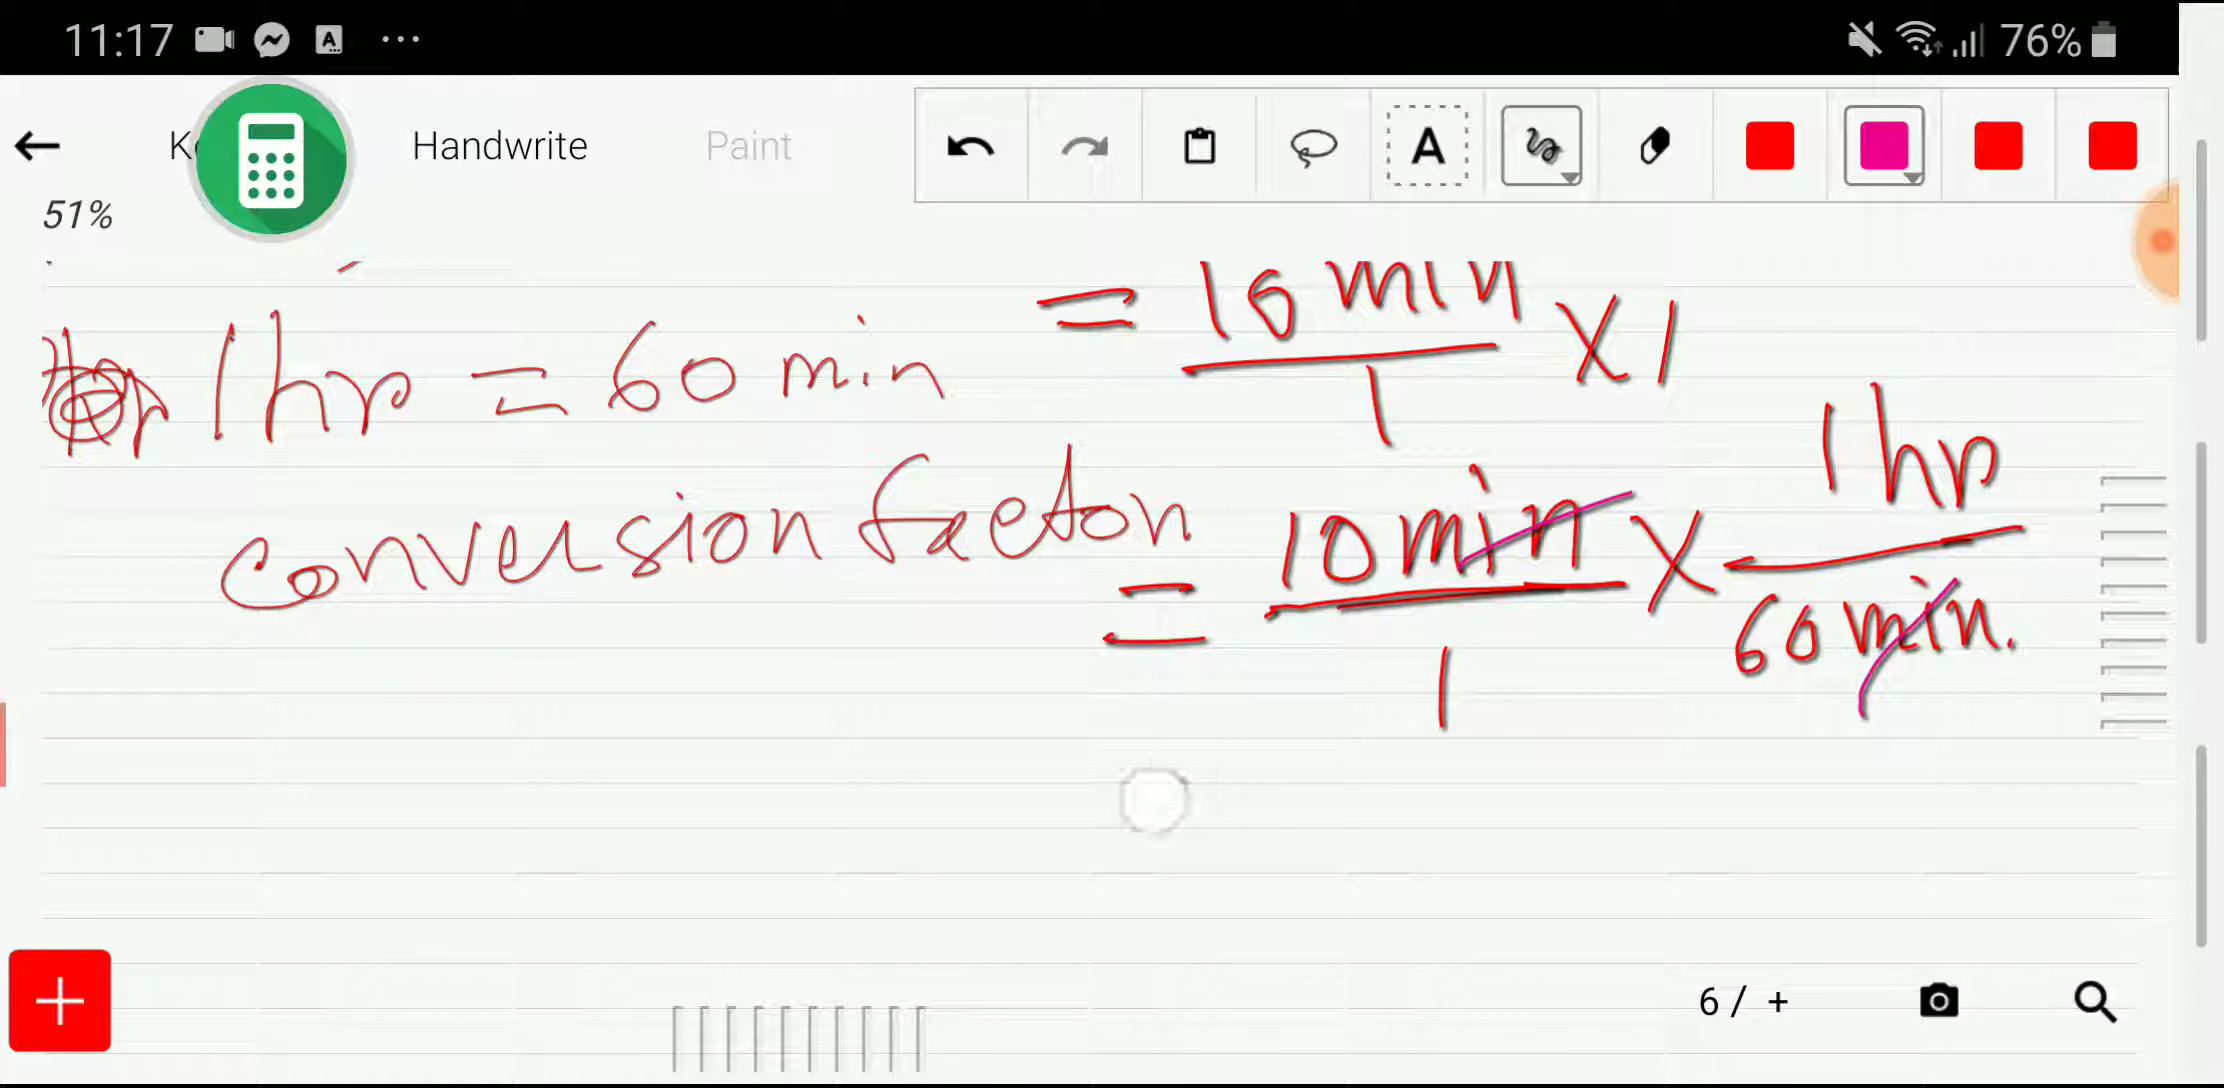 11:17 76%
Handwrite Paint A
51%
= 10 min
1 x 1
1 hr = 60 min
conversion factor
= 10 min x 1 hr
1 60 min.
6 / +